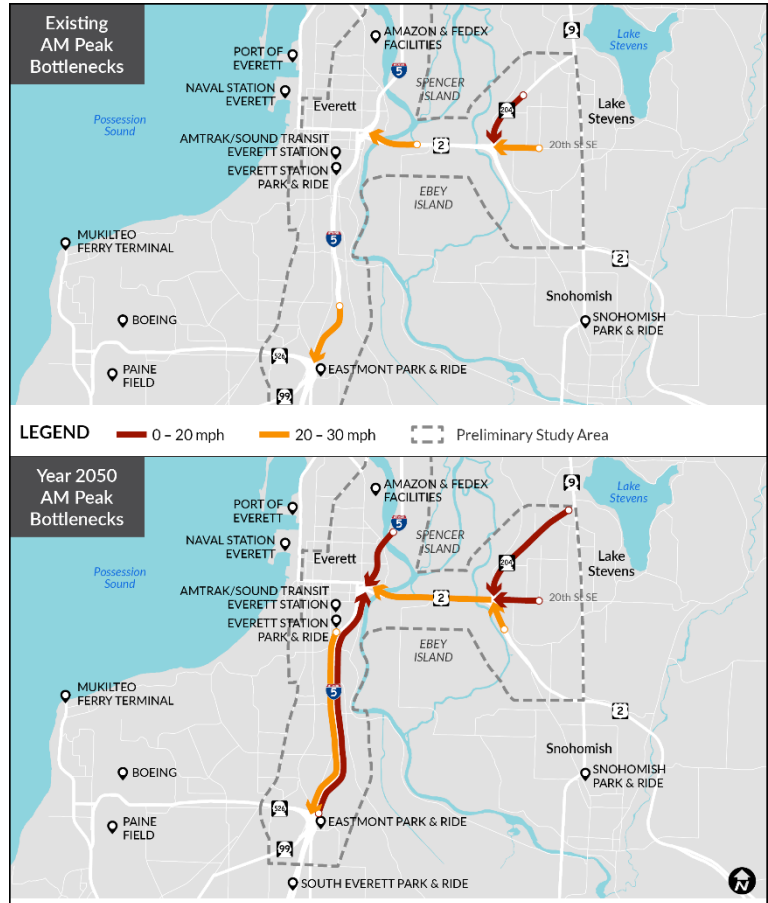 Existing
AM Peak
Bottlenecks
AMAZON & FEDEX
FACILITIES
9
Lake
Stevens
PORT OF
EVERETT
5
SPENCER
ISLAND
NAVAL STATION
EVERETT
Everett
204
Lake
Stevens
Possession
Sound
AMTRAK/SOUND TRANSIT
EVERETT STATION
2
20th St SE
EVERETT STATION
PARK & RIDE
EBEY
ISLAND
MUKILTEO
FERRY TERMINAL
5
2
Snohomish
BOEING
SNOHOMISH
PARK & RIDE
526
PAINE
FIELD
EASTMONT PARK & RIDE
99
LEGEND
0 – 20 mph
20 – 30 mph
Preliminary Study Area
Year 2050
AM Peak
Bottlenecks
AMAZON & FEDEX
FACILITIES
9
Lake
Stevens
PORT OF
EVERETT
5
SPENCER
ISLAND
NAVAL STATION
EVERETT
Everett
204
Lake
Stevens
Possession
Sound
AMTRAK/SOUND TRANSIT
EVERETT STATION
2
20th St SE
EVERETT STATION
PARK & RIDE
EBEY
ISLAND
MUKILTEO
FERRY TERMINAL
5
2
Snohomish
BOEING
SNOHOMISH
PARK & RIDE
526
PAINE
FIELD
EASTMONT PARK & RIDE
99
SOUTH EVERETT PARK & RIDE
N